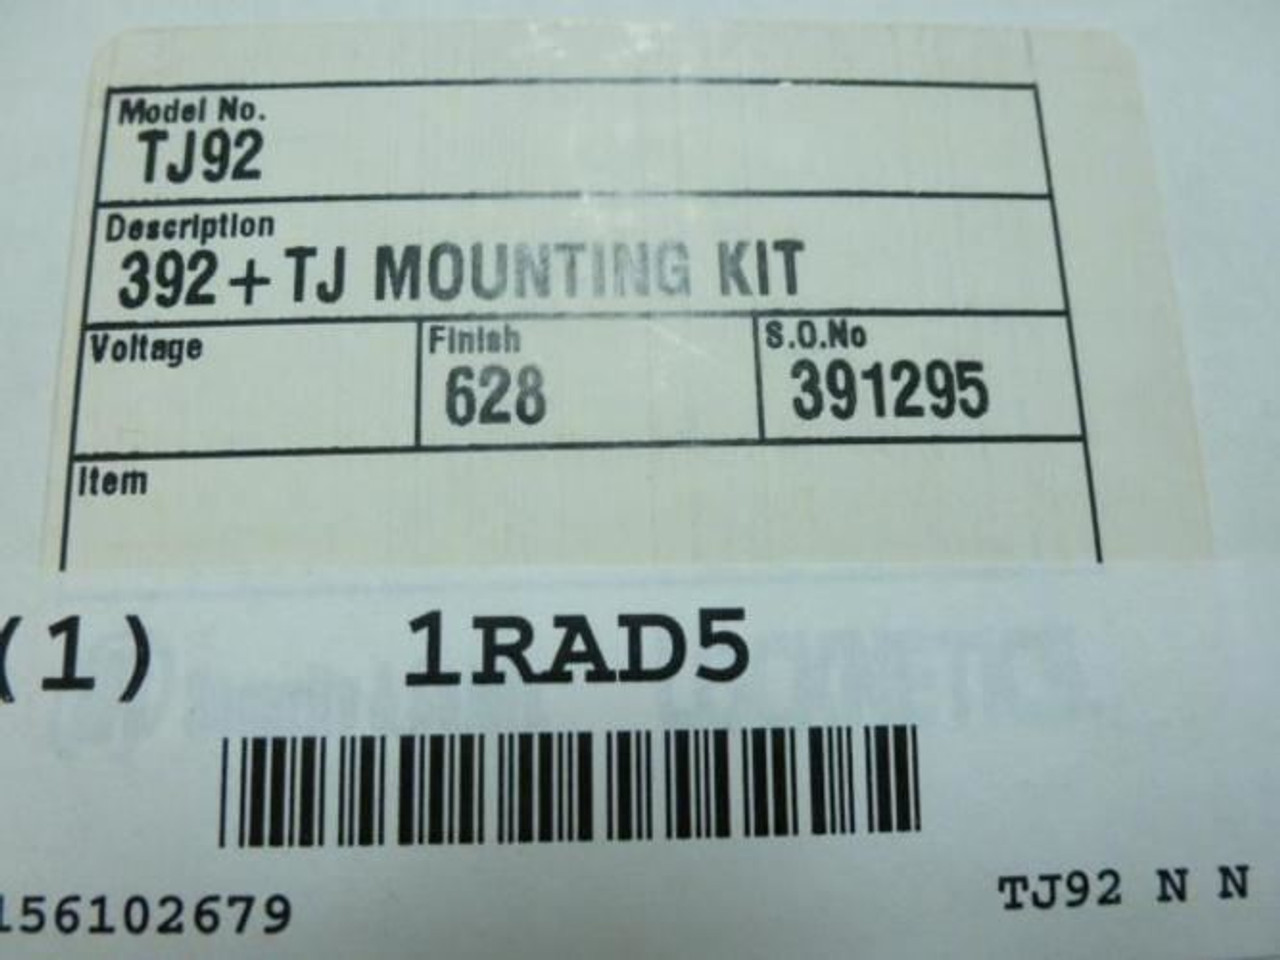 Model No.
TJ92
Description
392+TJ MOUNTING KIT
Voltage
Finish
628
S.O.No
391295
Item
(1) 1RAD5
156102679
TJ92 N N